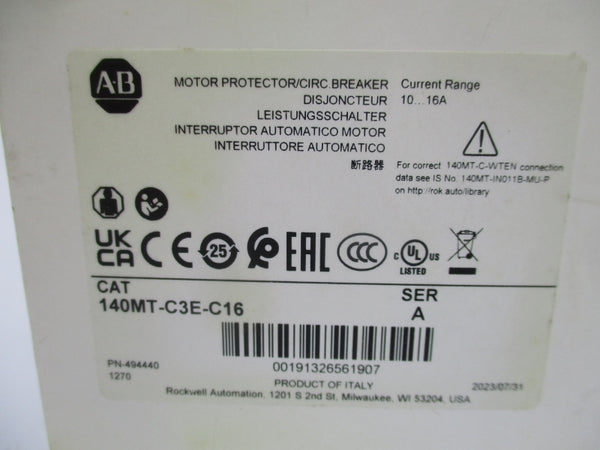 A-B
MOTOR PROTECTOR/CIRC.BREAKER
DISJONCTEUR
LEISTUNGSSCHALTER
INTERRUPTOR AUTOMATICO MOTOR
INTERRUTTORE AUTOMATICO
断路器
Current Range
10...16A
For correct 140MT-C-WTEN connection
data see IS No. 140MT-IN011B-MU-P
on http://rok.auto/library
UK
CA CE 25 EAC CCC c UL us
LISTED
CAT
140MT-C3E-C16
SER
A
00191326561907
PN-494440
1270
PRODUCT OF ITALY
2023/07/31
Rockwell Automation, 1201 S 2nd St, Milwaukee, WI 53204, USA